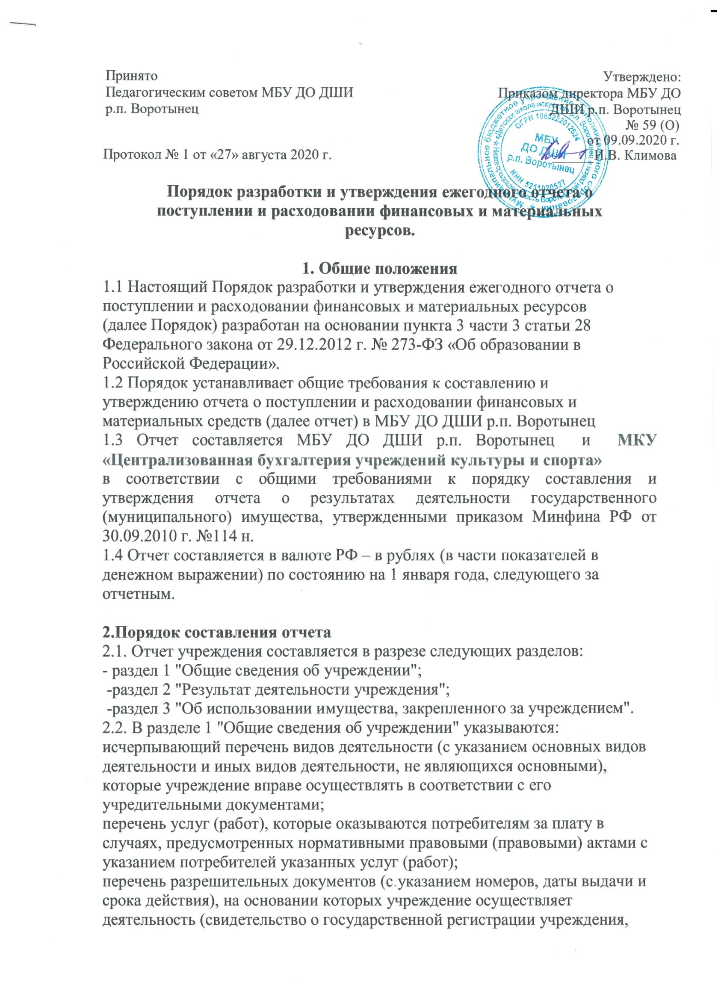 Принято
Педагогическим советом МБУ ДО ДШИ
р.п. Воротынец
Протокол № 1 от «27» августа 2020 г.
Утверждено:
Приказом директора МБУ ДО
ДШИ р.п. Воротынец
№ 59 (О)
от 09.09.2020 г.
И.В. Климова
ОГРН 1065222012624
МБУ
ДО ДШИ
р.п. Воротынец
ИНН 5211020527
Порядок разработки и утверждения ежегодного отчета о
поступлении и расходовании финансовых и материальных
ресурсов.
1. Общие положения
1.1 Настоящий Порядок разработки и утверждения ежегодного отчета о
поступлении и расходовании финансовых и материальных ресурсов
(далее Порядок) разработан на основании пункта 3 части 3 статьи 28
Федерального закона от 29.12.2012 г. № 273-ФЗ «Об образовании в
Российской Федерации».
1.2 Порядок устанавливает общие требования к составлению и
утверждению отчета о поступлении и расходовании финансовых и
материальных средств (далее отчет) в МБУ ДО ДШИ р.п. Воротынец
1.3 Отчет составляется МБУ ДО ДШИ р.п. Воротынец и МКУ
«Централизованная бухгалтерия учреждений культуры и спорта»
в соответствии с общими требованиями к порядку составления и
утверждения отчета о результатах деятельности государственного
(муниципального) имущества, утвержденными приказом Минфина РФ от
30.09.2010 г. №114 н.
1.4 Отчет составляется в валюте РФ – в рублях (в части показателей в
денежном выражении) по состоянию на 1 января года, следующего за
отчетным.
2.Порядок составления отчета
2.1. Отчет учреждения составляется в разрезе следующих разделов:
- раздел 1 "Общие сведения об учреждении";
-раздел 2 "Результат деятельности учреждения";
-раздел 3 "Об использовании имущества, закрепленного за учреждением".
2.2. В разделе 1 "Общие сведения об учреждении" указываются:
исчерпывающий перечень видов деятельности (с указанием основных видов
деятельности и иных видов деятельности, не являющихся основными),
которые учреждение вправе осуществлять в соответствии с его
учредительными документами;
перечень услуг (работ), которые оказываются потребителям за плату в
случаях, предусмотренных нормативными правовыми (правовыми) актами с
указанием потребителей указанных услуг (работ);
перечень разрешительных документов (с указанием номеров, даты выдачи и
срока действия), на основании которых учреждение осуществляет
деятельность (свидетельство о государственной регистрации учреждения,